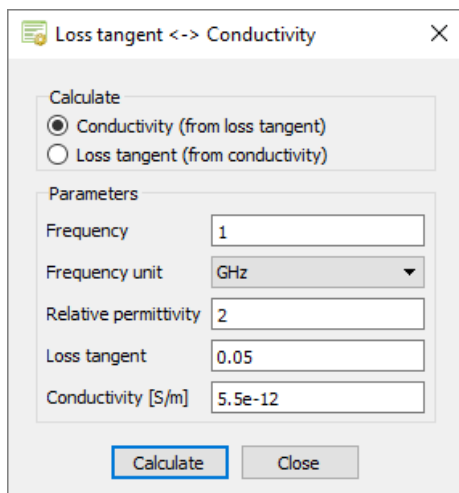 Loss tangent <-> Conductivity
Calculate
Conductivity (from loss tangent)
Loss tangent (from conductivity)
Parameters
Frequency 1
Frequency unit GHz
Relative permittivity 2
Loss tangent 0.05
Conductivity [S/m] 5.5e-12
Calculate Close